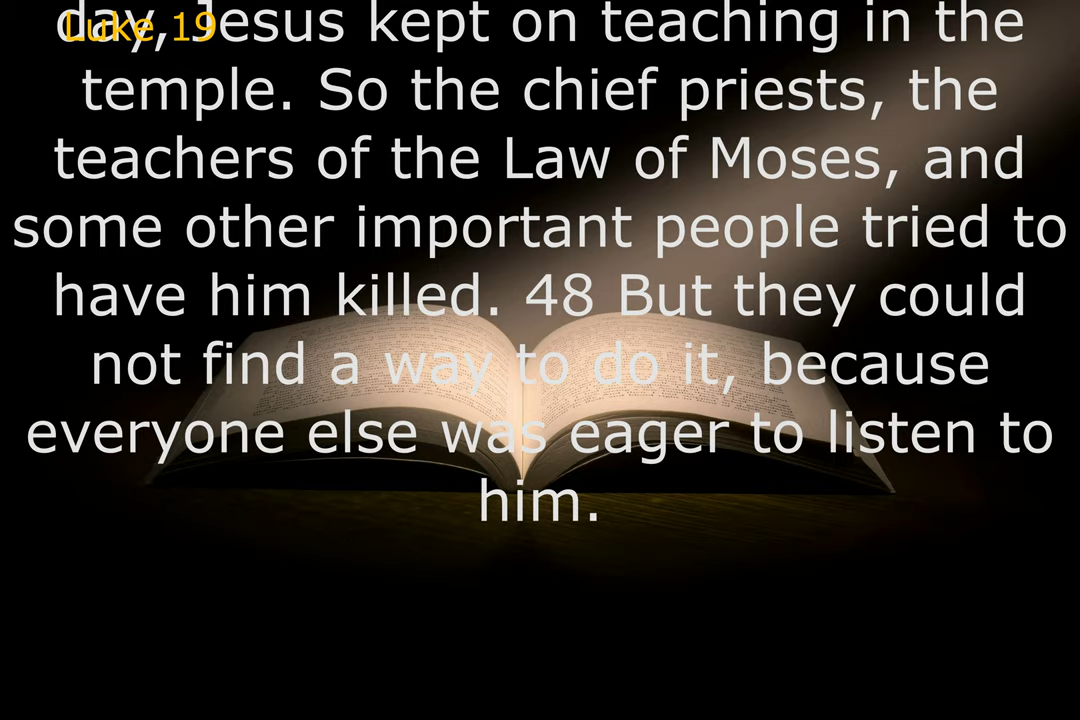 Luke 19
day, Jesus kept on teaching in the
temple. So the chief priests, the
teachers of the Law of Moses, and
some other important people tried to
have him killed. 48 But they could
not find a way to do it, because
everyone else was eager to listen to
him.